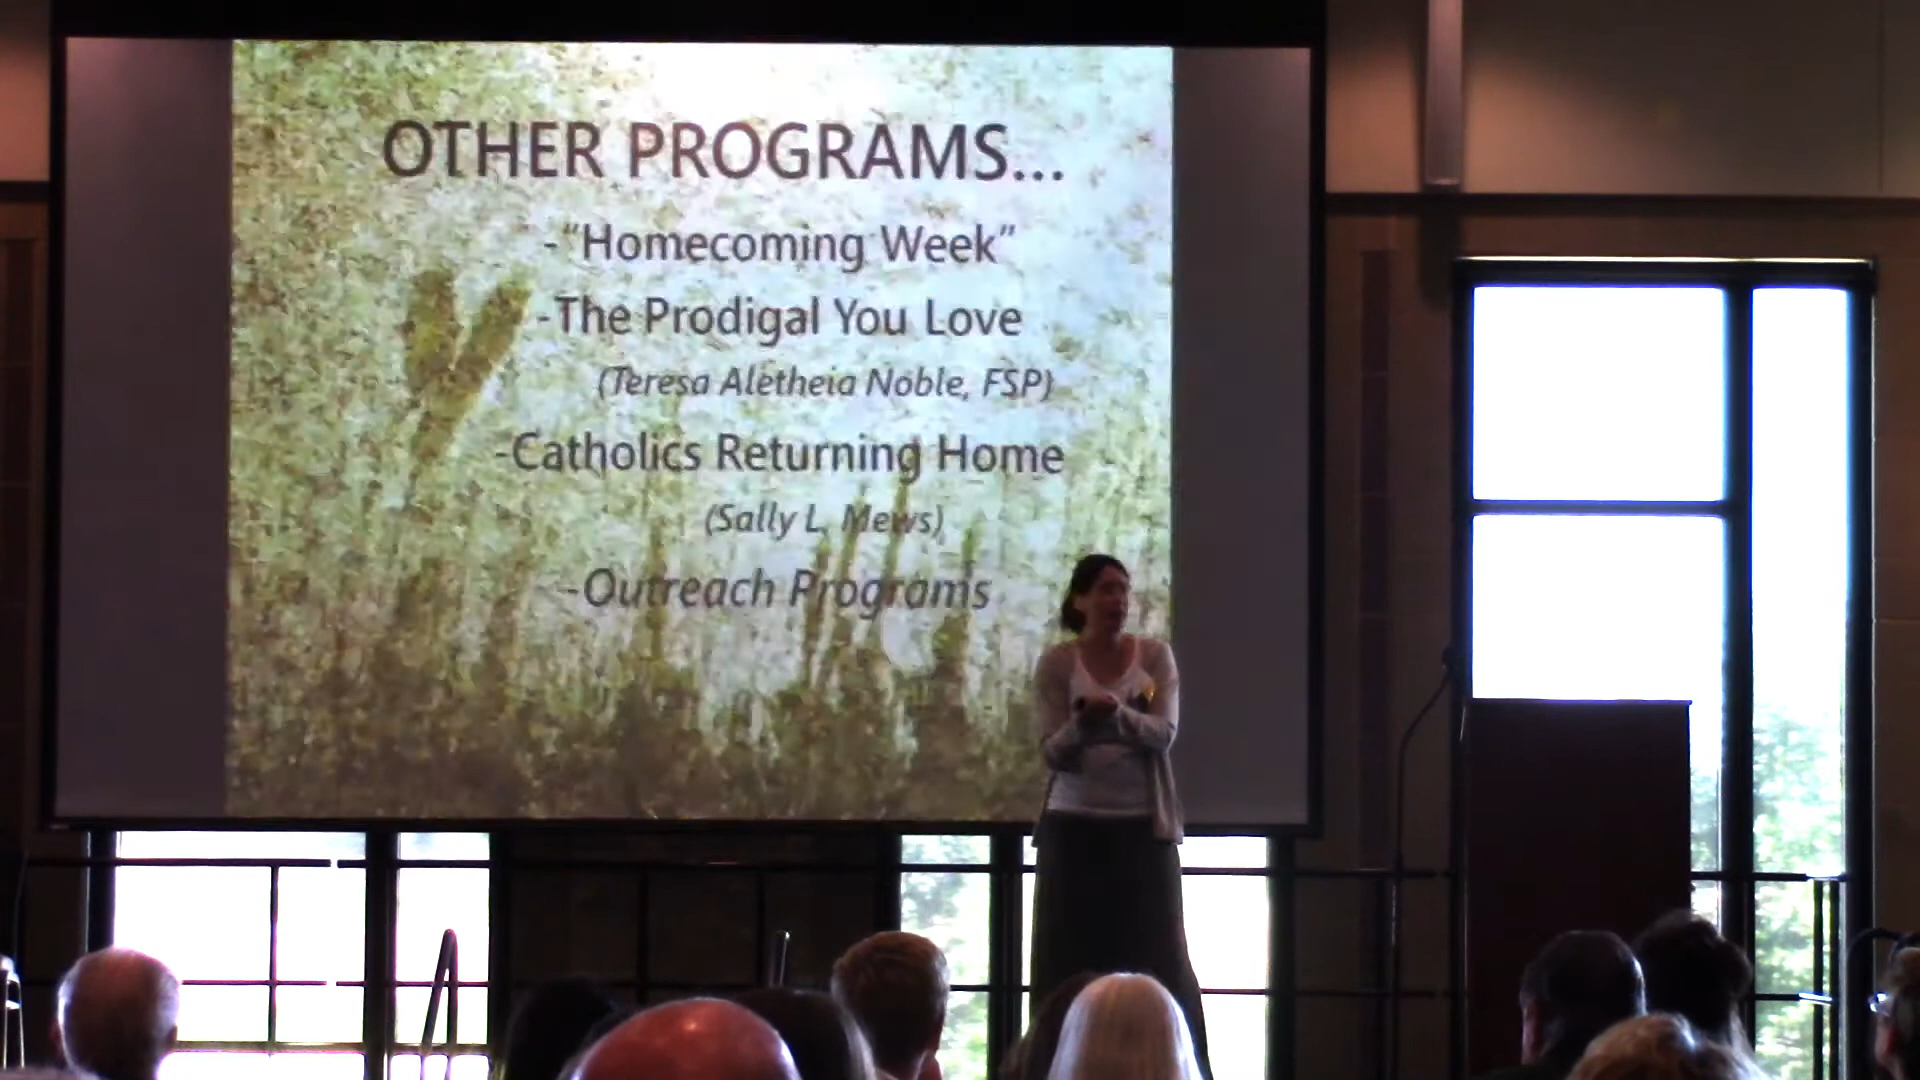 OTHER PROGRAMS...
-"Homecoming Week"
-The Prodigal You Love
(Teresa Aletheia Noble, FSP)
-Catholics Returning Home
(Sally L. Mews)
-Outreach Programs